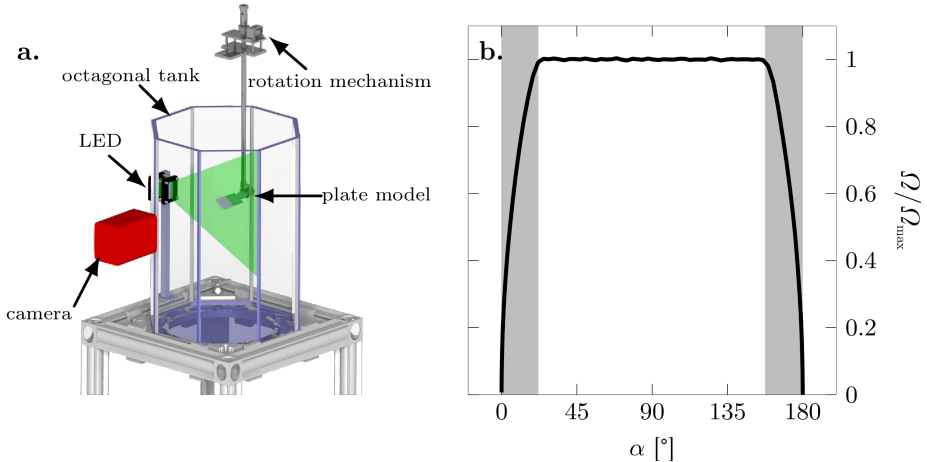 a.
rotation mechanism
octagonal tank
LED
plate model
camera
b.
1
0.8
0.6
0.4
0.2
0
Ω/Ωmax
0 45 90 135 180
α [°]